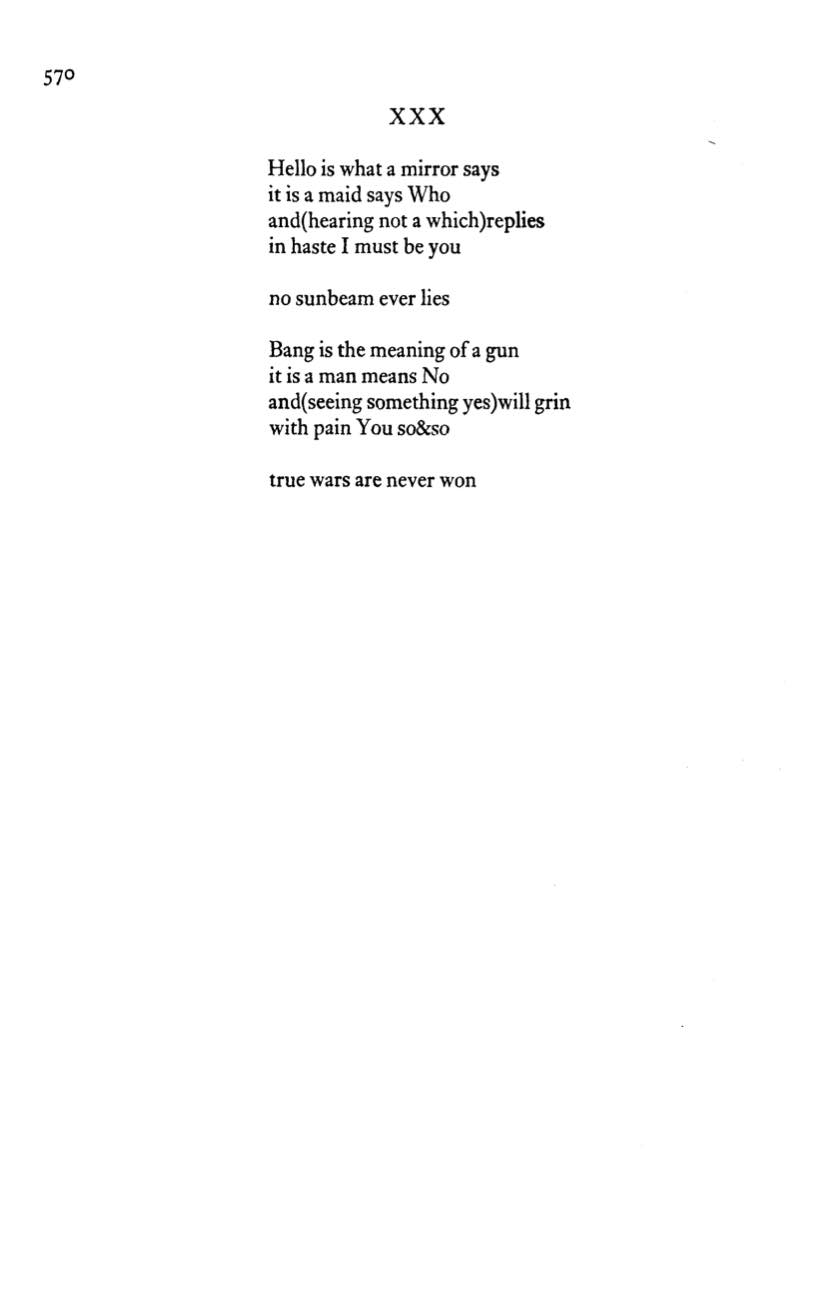 570
XXX
Hello is what a mirror says
it is a maid says Who
and(hearing not a which)replies
in haste I must be you
no sunbeam ever lies
Bang is the meaning of a gun
it is a man means No
and(seeing something yes)will grin
with pain You so&so
true wars are never won